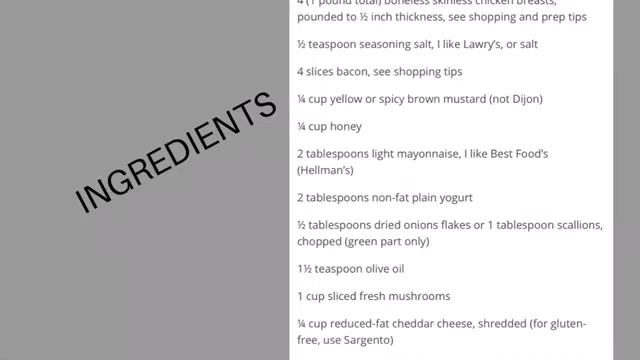 INGREDIENTS
4 (1 pound total) boneless skinless chicken breasts,
pounded to ½ inch thickness, see shopping and prep tips
½ teaspoon seasoning salt, I like Lawry's, or salt
4 slices bacon, see shopping tips
¼ cup yellow or spicy brown mustard (not Dijon)
¼ cup honey
2 tablespoons light mayonnaise, I like Best Food's
(Hellman's)
2 tablespoons non-fat plain yogurt
½ tablespoons dried onions flakes or 1 tablespoon scallions,
chopped (green part only)
1½ teaspoon olive oil
1 cup sliced fresh mushrooms
¼ cup reduced-fat cheddar cheese, shredded (for gluten-
free, use Sargento)